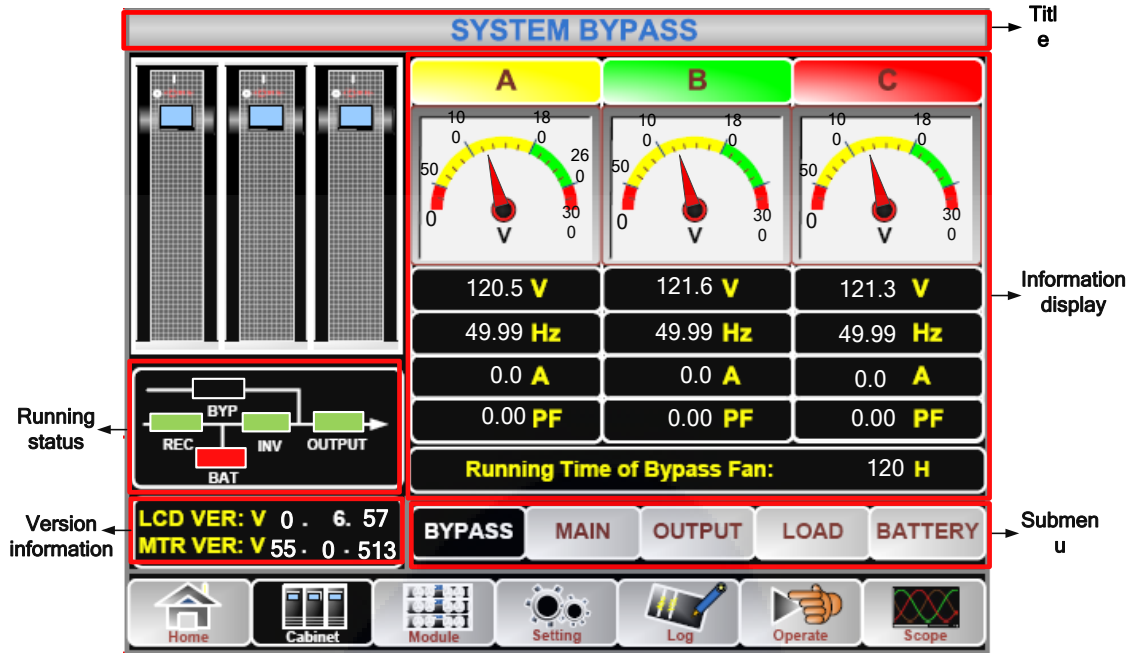 SYSTEM BYPASS
Titl
e
A
B
C
10
0
18
0
26
0
50
0
30
0
V
10
0
18
0
50
0
30
0
V
10
0
18
0
50
0
30
0
V
120.5 V
121.6 V
121.3 V
49.99 Hz
49.99 Hz
49.99 Hz
0.0 A
0.0 A
0.0 A
0.00 PF
0.00 PF
0.00 PF
Information
display
Running Time of Bypass Fan: 120 H
Running
status
BYP
REC
INV
OUTPUT
BAT
Version
information
LCD VER: V 0 . 6. 57
MTR VER: V 55 . 0 . 513
BYPASS
MAIN
OUTPUT
LOAD
BATTERY
Submen
u
Home
Cabinet
Module
Setting
Log
Operate
Scope